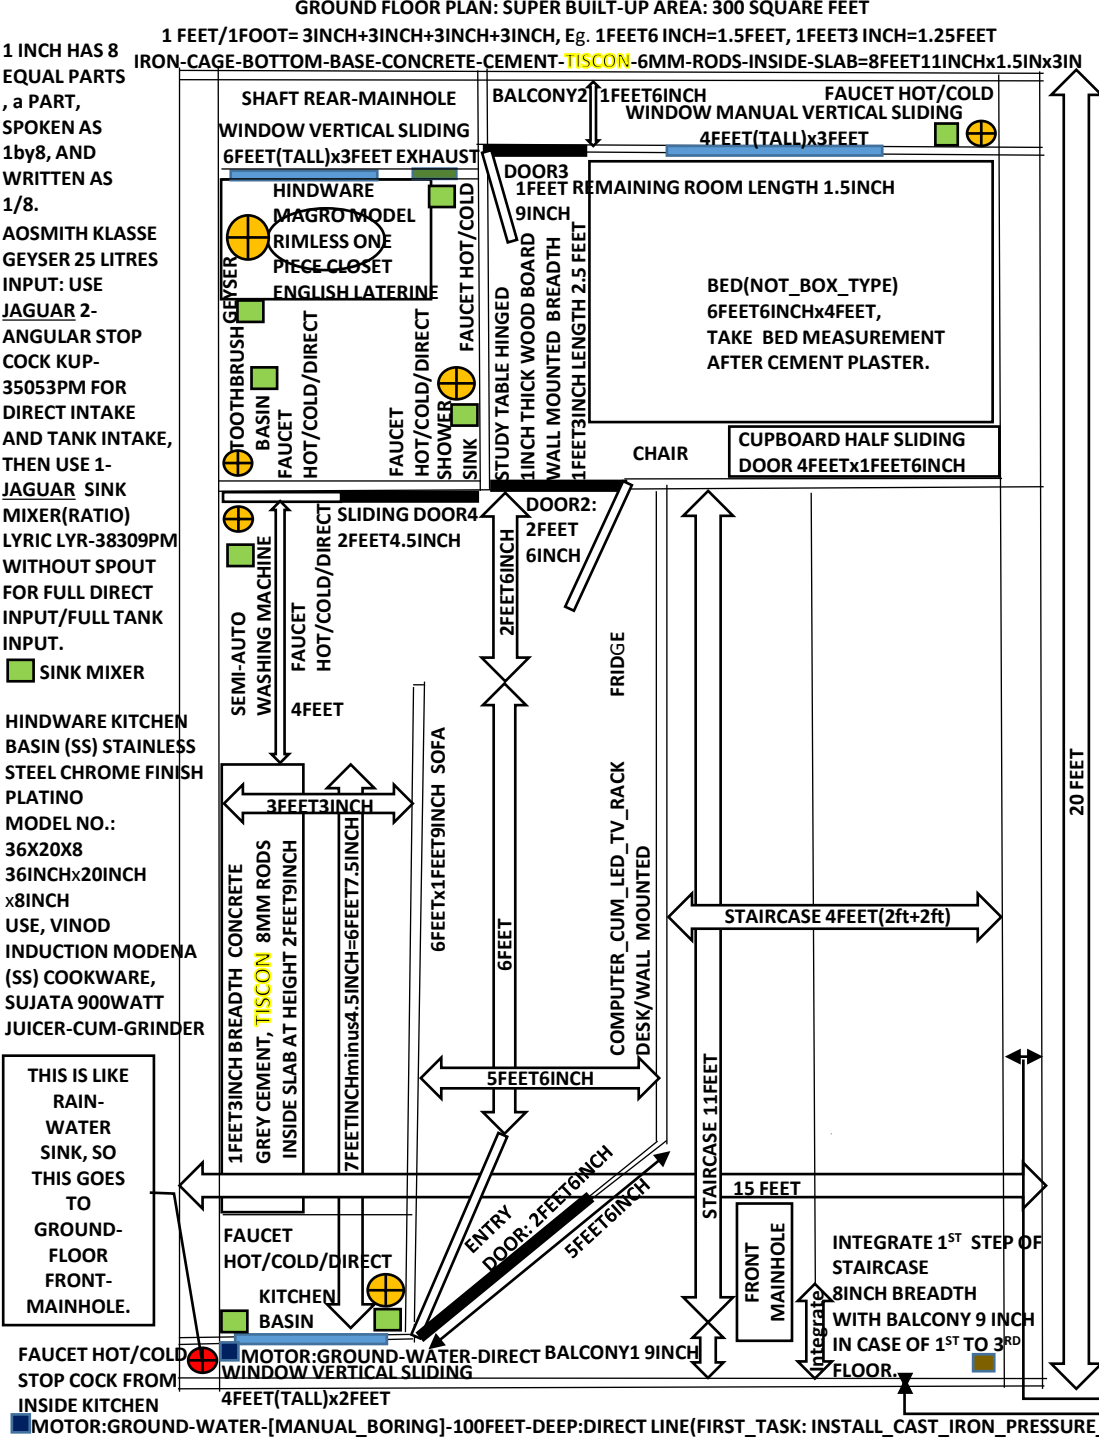 GROUND FLOOR PLAN: SUPER BUILT-UP AREA: 300 SQUARE FEET
1 FEET/1FOOT= 3INCH+3INCH+3INCH+3INCH, Eg. 1FEET6 INCH=1.5FEET, 1FEET3 INCH=1.25FEET
IRON-CAGE-BOTTOM-BASE-CONCRETE-CEMENT-TISCON-6MM-RODS-INSIDE-SLAB=8FEET11INCHx1.5INx3IN
1 INCH HAS 8
EQUAL PARTS
, a PART,
SPOKEN AS
1by8, AND
WRITTEN AS
1/8.
AOSMITH KLASSE
GEYSER 25 LITRES
INPUT: USE
JAGUAR 2-
ANGULAR STOP
COCK KUP-
35053PM FOR
DIRECT INTAKE
AND TANK INTAKE,
THEN USE 1-
JAGUAR SINK
MIXER(RATIO)
LYRIC LYR-38309PM
WITHOUT SPOUT
FOR FULL DIRECT
INPUT/FULL TANK
INPUT.
SINK MIXER
HINDWARE KITCHEN
BASIN (SS) STAINLESS
STEEL CHROME FINISH
PLATINO
MODEL NO.:
36X20X8
36INCHx20INCH
x8INCH
USE, VINOD
INDUCTION MODENA
(SS) COOKWARE,
SUJATA 900WATT
JUICER-CUM-GRINDER
THIS IS LIKE
RAIN-
WATER
SINK, SO
THIS GOES
TO
GROUND-
FLOOR
FRONT-
MAINHOLE.
FAUCET HOT/COLD
STOP COCK FROM
INSIDE KITCHEN
SHAFT REAR-MAINHOLE
WINDOW VERTICAL SLIDING
6FEET(TALL)x3FEET EXHAUST
BALCONY2 1FEET6INCH
FAUCET HOT/COLD
WINDOW MANUAL VERTICAL SLIDING
4FEET(TALL)x3FEET
HINDWARE
MAGRO MODEL
RIMLESS ONE
PIECE CLOSET
ENGLISH LATERINE
DOOR3
1FEET REMAINING ROOM LENGTH 1.5INCH
9INCH
GEYSER
TOOTHBRUSH
BASIN
FAUCET
HOT/COLD/DIRECT
FAUCET
HOT/COLD/DIRECT
SHOWER
SINK
FAUCET HOT/COLD
STUDY TABLE HINGED
1INCH THICK WOOD BOARD
WALL MOUNTED BREADTH
1FEET3INCH LENGTH 2.5 FEET
BED(NOT_BOX_TYPE)
6FEET6INCHx4FEET,
TAKE BED MEASUREMENT
AFTER CEMENT PLASTER.
CHAIR
CUPBOARD HALF SLIDING
DOOR 4FEETx1FEET6INCH
SLIDING DOOR4
2FEET4.5INCH
DOOR2:
2FEET
6INCH
2FEET6INCH
SEMI-AUTO
WASHING MACHINE
FAUCET
HOT/COLD/DIRECT
4FEET
FRIDGE
3FEET3INCH
6FEETx1FEET9INCH SOFA
6FEET
COMPUTER_CUM_LED_TV_RACK
DESK/WALL MOUNTED
STAIRCASE 4FEET(2ft+2ft)
20 FEET
1FEET3INCH BREADTH CONCRETE
GREY CEMENT, TISCON 8MM RODS
INSIDE SLAB AT HEIGHT 2FEET9INCH
7FEETINCHminus4.5INCH=6FEET7.5INCH
5FEET6INCH
STAIRCASE 11FEET
15 FEET
ENTRY
DOOR: 2FEET6INCH
5FEET6INCH
FAUCET
HOT/COLD/DIRECT
KITCHEN
BASIN
FRONT
MAINHOLE
Integrate
INTEGRATE 1ST STEP OF
STAIRCASE
8INCH BREADTH
WITH BALCONY 9 INCH
IN CASE OF 1ST TO 3RD
FLOOR.
MOTOR:GROUND-WATER-DIRECT
BALCONY1 9INCH
WINDOW VERTICAL SLIDING
4FEET(TALL)x2FEET
MOTOR:GROUND-WATER-[MANUAL_BORING]-100FEET-DEEP:DIRECT LINE(FIRST_TASK: INSTALL_CAST_IRON_PRESSURE_